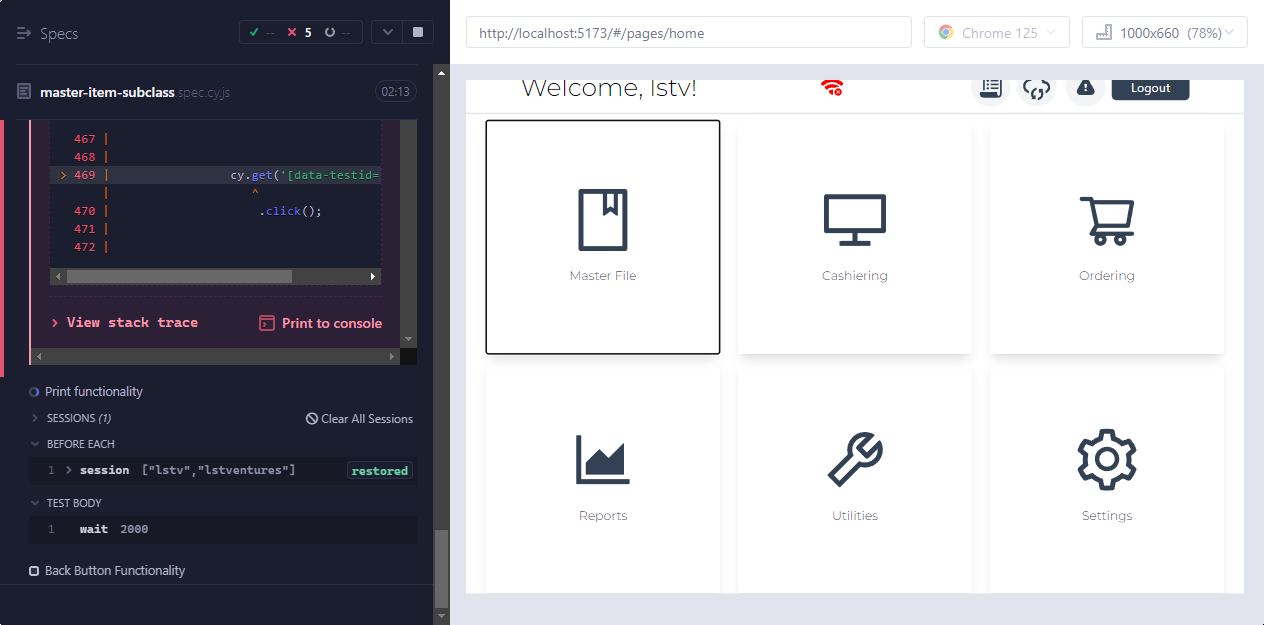 Specs
-- 5 --
master-item-subclass.spec.cy.js 02:13
467 |
468 |
> 469 | cy.get('[data-testid=
| ^
470 | .click();
471 |
472 |
> View stack trace
Print to console
Print functionality
SESSIONS (1)
Clear All Sessions
BEFORE EACH
1 > session ["lstv","lstventures"] restored
TEST BODY
1 wait 2000
Back Button Functionality
http://localhost:5173/#/pages/home
Chrome 125
1000x660 (78%)
Welcome, lstv!
Logout
Master File
Cashiering
Ordering
Reports
Utilities
Settings